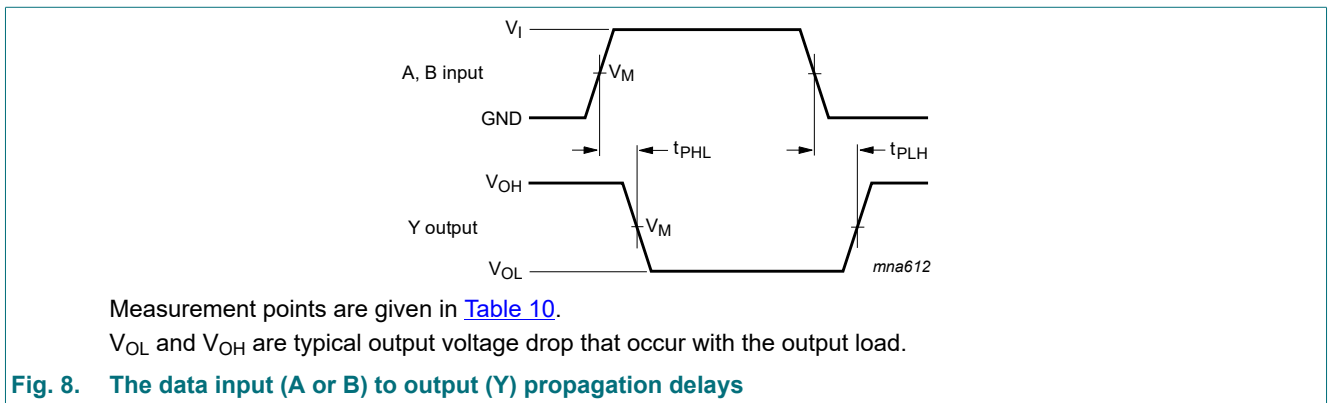 VI
A, B input
VM
GND
tPHL
tPLH
VOH
Y output
VM
VOL
mna612
Measurement points are given in Table 10.
VOL and VOH are typical output voltage drop that occur with the output load.
Fig. 8. The data input (A or B) to output (Y) propagation delays